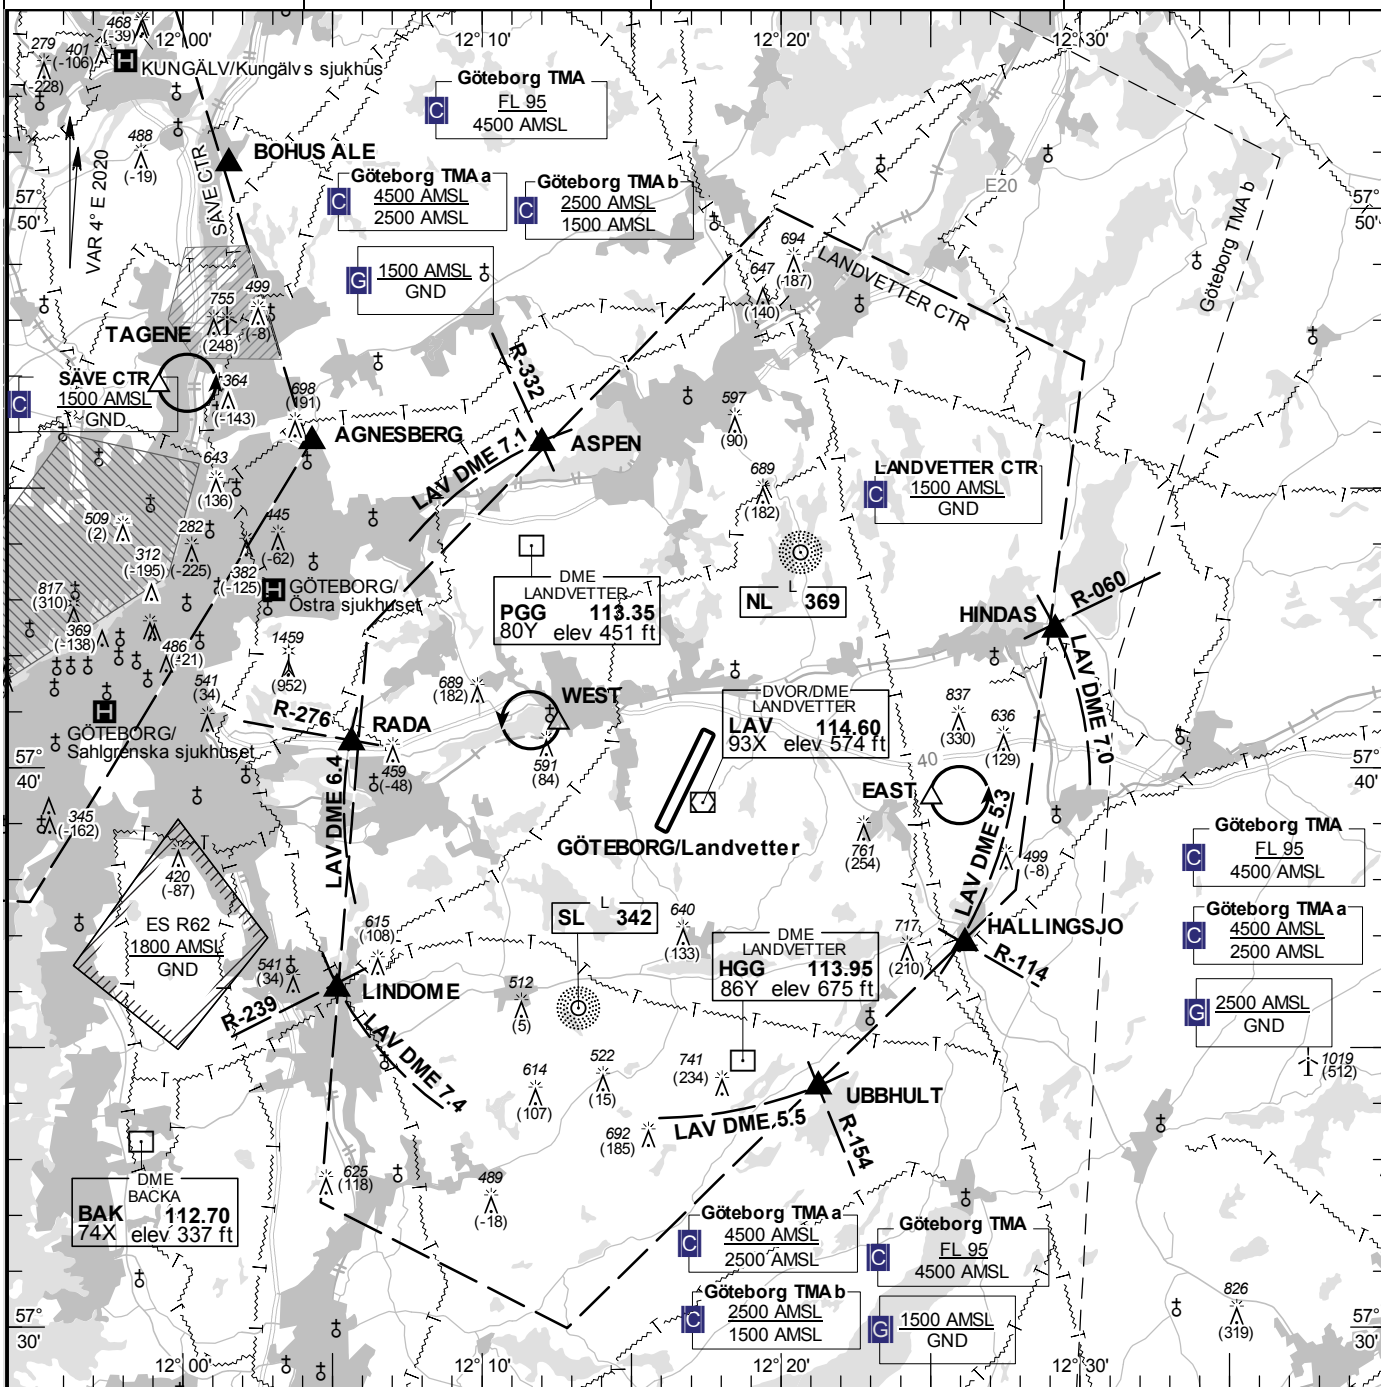 12°00'
12°10'
12°20'
12°30'
468
(-39)
279
(-228)
401
(-106)
H
KUNGÄLV/Kungälvs sjukhus
Göteborg TMA
C
FL 95
4500 AMSL
488
(-19)
VAR 4° E 2020
SÄVE CTR
BOHUS ALE
Göteborg TMA a
C
4500 AMSL
2500 AMSL
Göteborg TMA b
C
2500 AMSL
1500 AMSL
E20
Göteborg TMA b
57°
50'
57°
50'
G
1500 AMSL
GND
694
(-187)
647
(140)
LANDVETTER CTR
755
(248)
499
(-8)
TAGENE
SÄVE CTR
C
1500 AMSL
GND
364
(-143)
698
(191)
R-332
AGNESBERG
ASPEN
LAV DME 7.1
597
(90)
643
(136)
689
(182)
LANDVETTER CTR
C
1500 AMSL
GND
509
(2)
282
(-225)
445
(-62)
312
(-195)
382
(-125)
H
GÖTEBORG/
Östra sjukhuset
DME
LANDVETTER
PGG 113.35
80Y elev 451 ft
L
NL 369
HINDAS
R-060
LAV DME 7.0
817
(310)
369
(-138)
486
(-21)
1459
(952)
541
(34)
R-276
RADA
689
(182)
WEST
591
(84)
459
(-48)
DVOR/DME
LANDVETTER
LAV 114.60
93X elev 574 ft
837
(330)
636
(129)
H
GÖTEBORG/
Sahlgrenska sjukhuset
57°
40'
57°
40'
40
EAST
LAV DME 6.4
345
(-162)
GÖTEBORG/Landvetter
761
(254)
LAV DME 5.3
499
(-8)
Göteborg TMA
C
FL 95
4500 AMSL
420
(-87)
ES R62
1800 AMSL
GND
615
(108)
L
SL 342
640
(133)
717
(210)
HALLINGSJO
R-114
Göteborg TMA a
C
4500 AMSL
2500 AMSL
DME
LANDVETTER
HGG 113.95
86Y elev 675 ft
541
(34)
R-239
LINDOME
LAV DME 7.4
512
(5)
G
2500 AMSL
GND
1019
(512)
614
(107)
522
(15)
741
(234)
UBBHULT
LAV DME 5.5
R-154
692
(185)
DME
BACKA
BAK 112.70
74X elev 337 ft
625
(118)
489
(-18)
Göteborg TMA a
C
4500 AMSL
2500 AMSL
Göteborg TMA
C
FL 95
4500 AMSL
Göteborg TMA b
C
2500 AMSL
1500 AMSL
G
1500 AMSL
GND
826
(319)
57°
30'
57°
30'
12°00'
12°10'
12°20'
12°30'